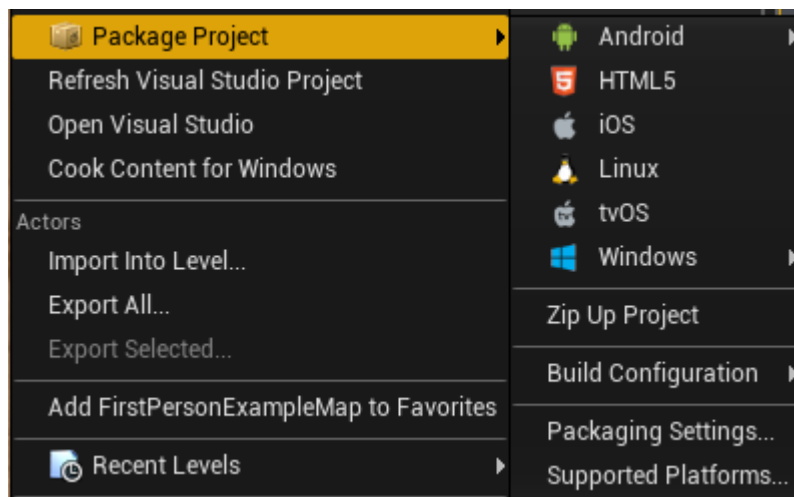 Package Project
Refresh Visual Studio Project
Open Visual Studio
Cook Content for Windows
Actors
Import Into Level...
Export All...
Export Selected...
Add FirstPersonExampleMap to Favorites
Recent Levels
Android
HTML5
iOS
Linux
tvOS
Windows
Zip Up Project
Build Configuration
Packaging Settings...
Supported Platforms...